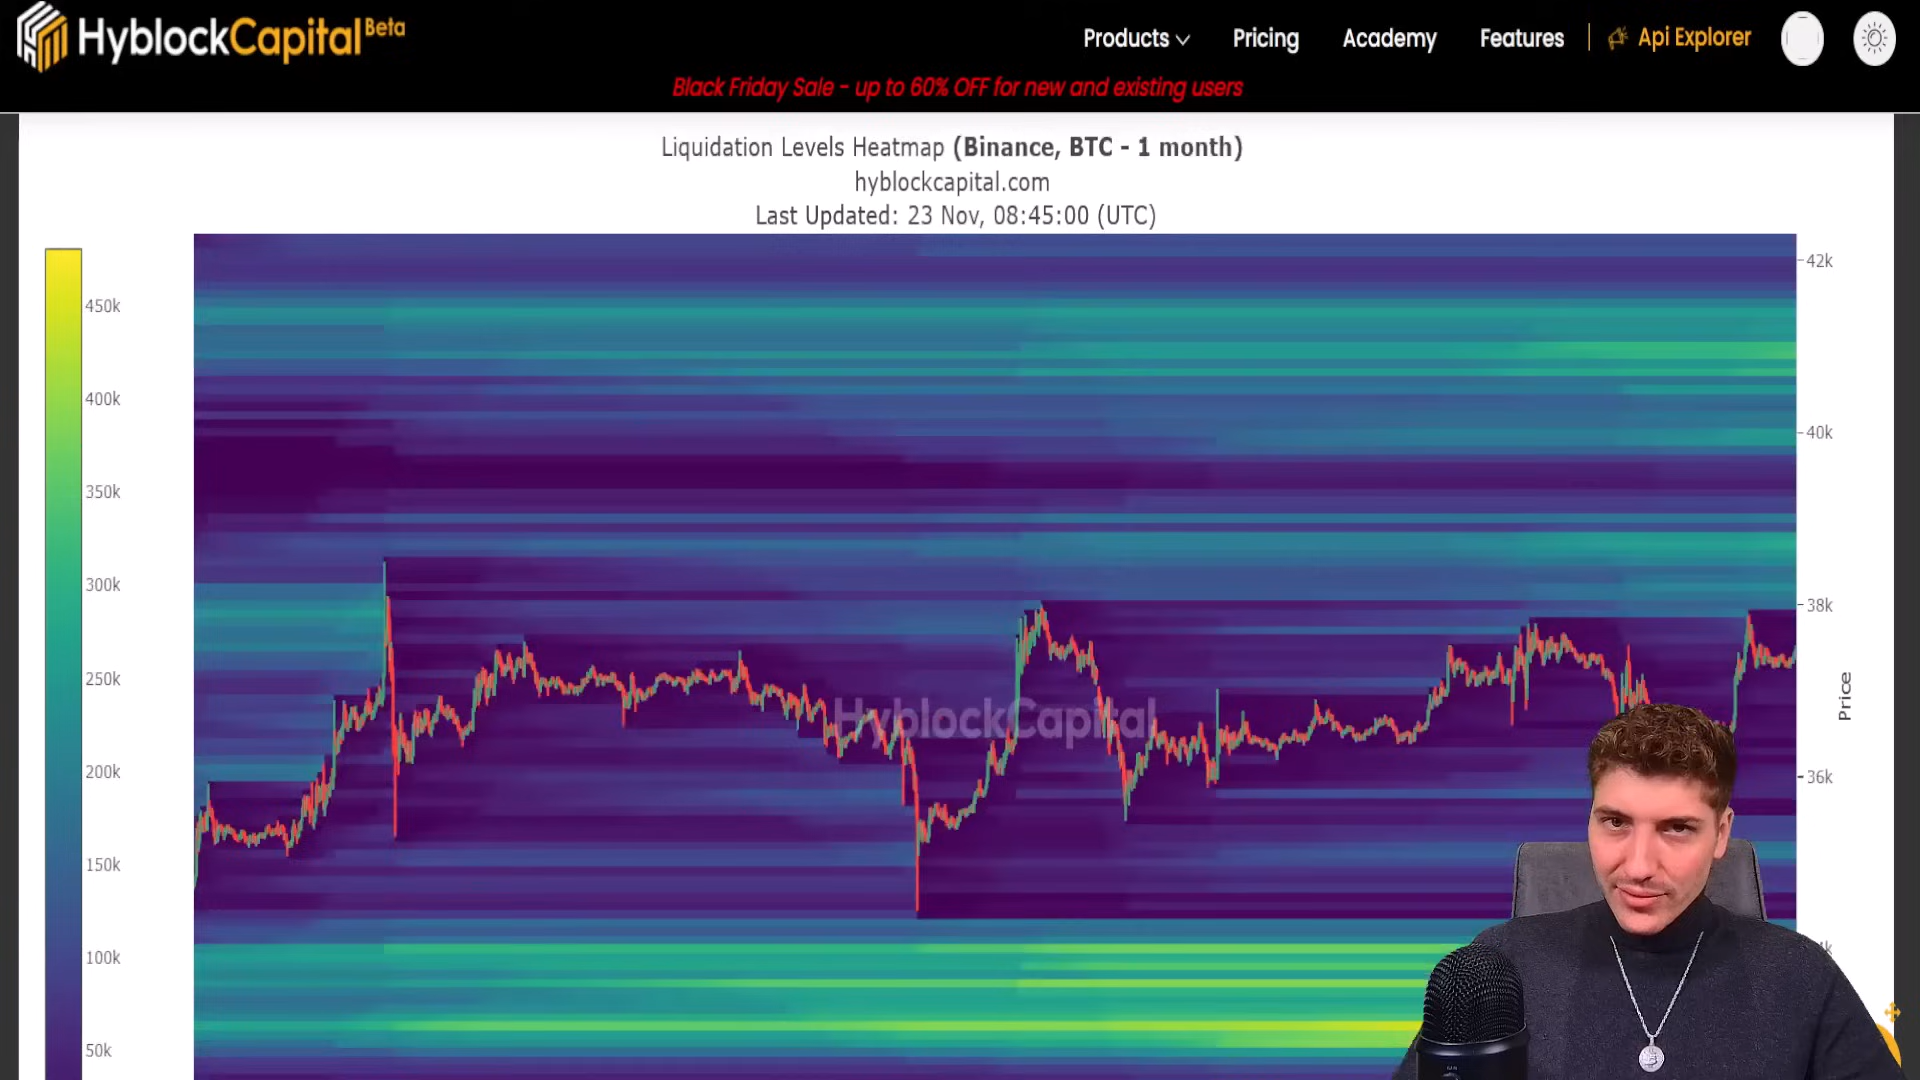 HyblockCapital Beta
Products
Pricing
Academy
Features
Api Explorer
Black Friday Sale - up to 60% OFF for new and existing users
Liquidation Levels Heatmap (Binance, BTC - 1 month)
hyblockcapital.com
Last Updated: 23 Nov, 08:45:00 (UTC)
450k
400k
350k
300k
250k
200k
150k
100k
50k
42k
40k
38k
36k
Price
HyblockCapital